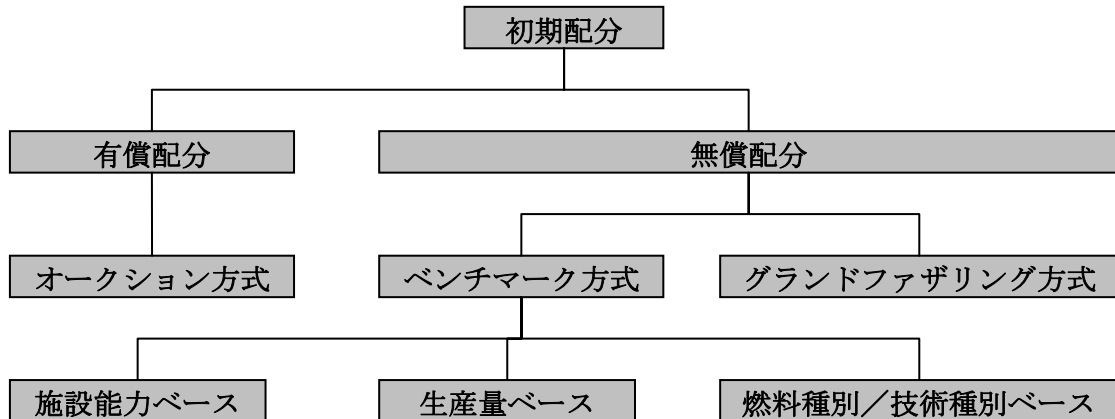 初期配分
有償配分
無償配分
オークション方式
ベンチマーク方式
グランドファザリング方式
施設能力ベース
生産量ベース
燃料種別／技術種別ベース